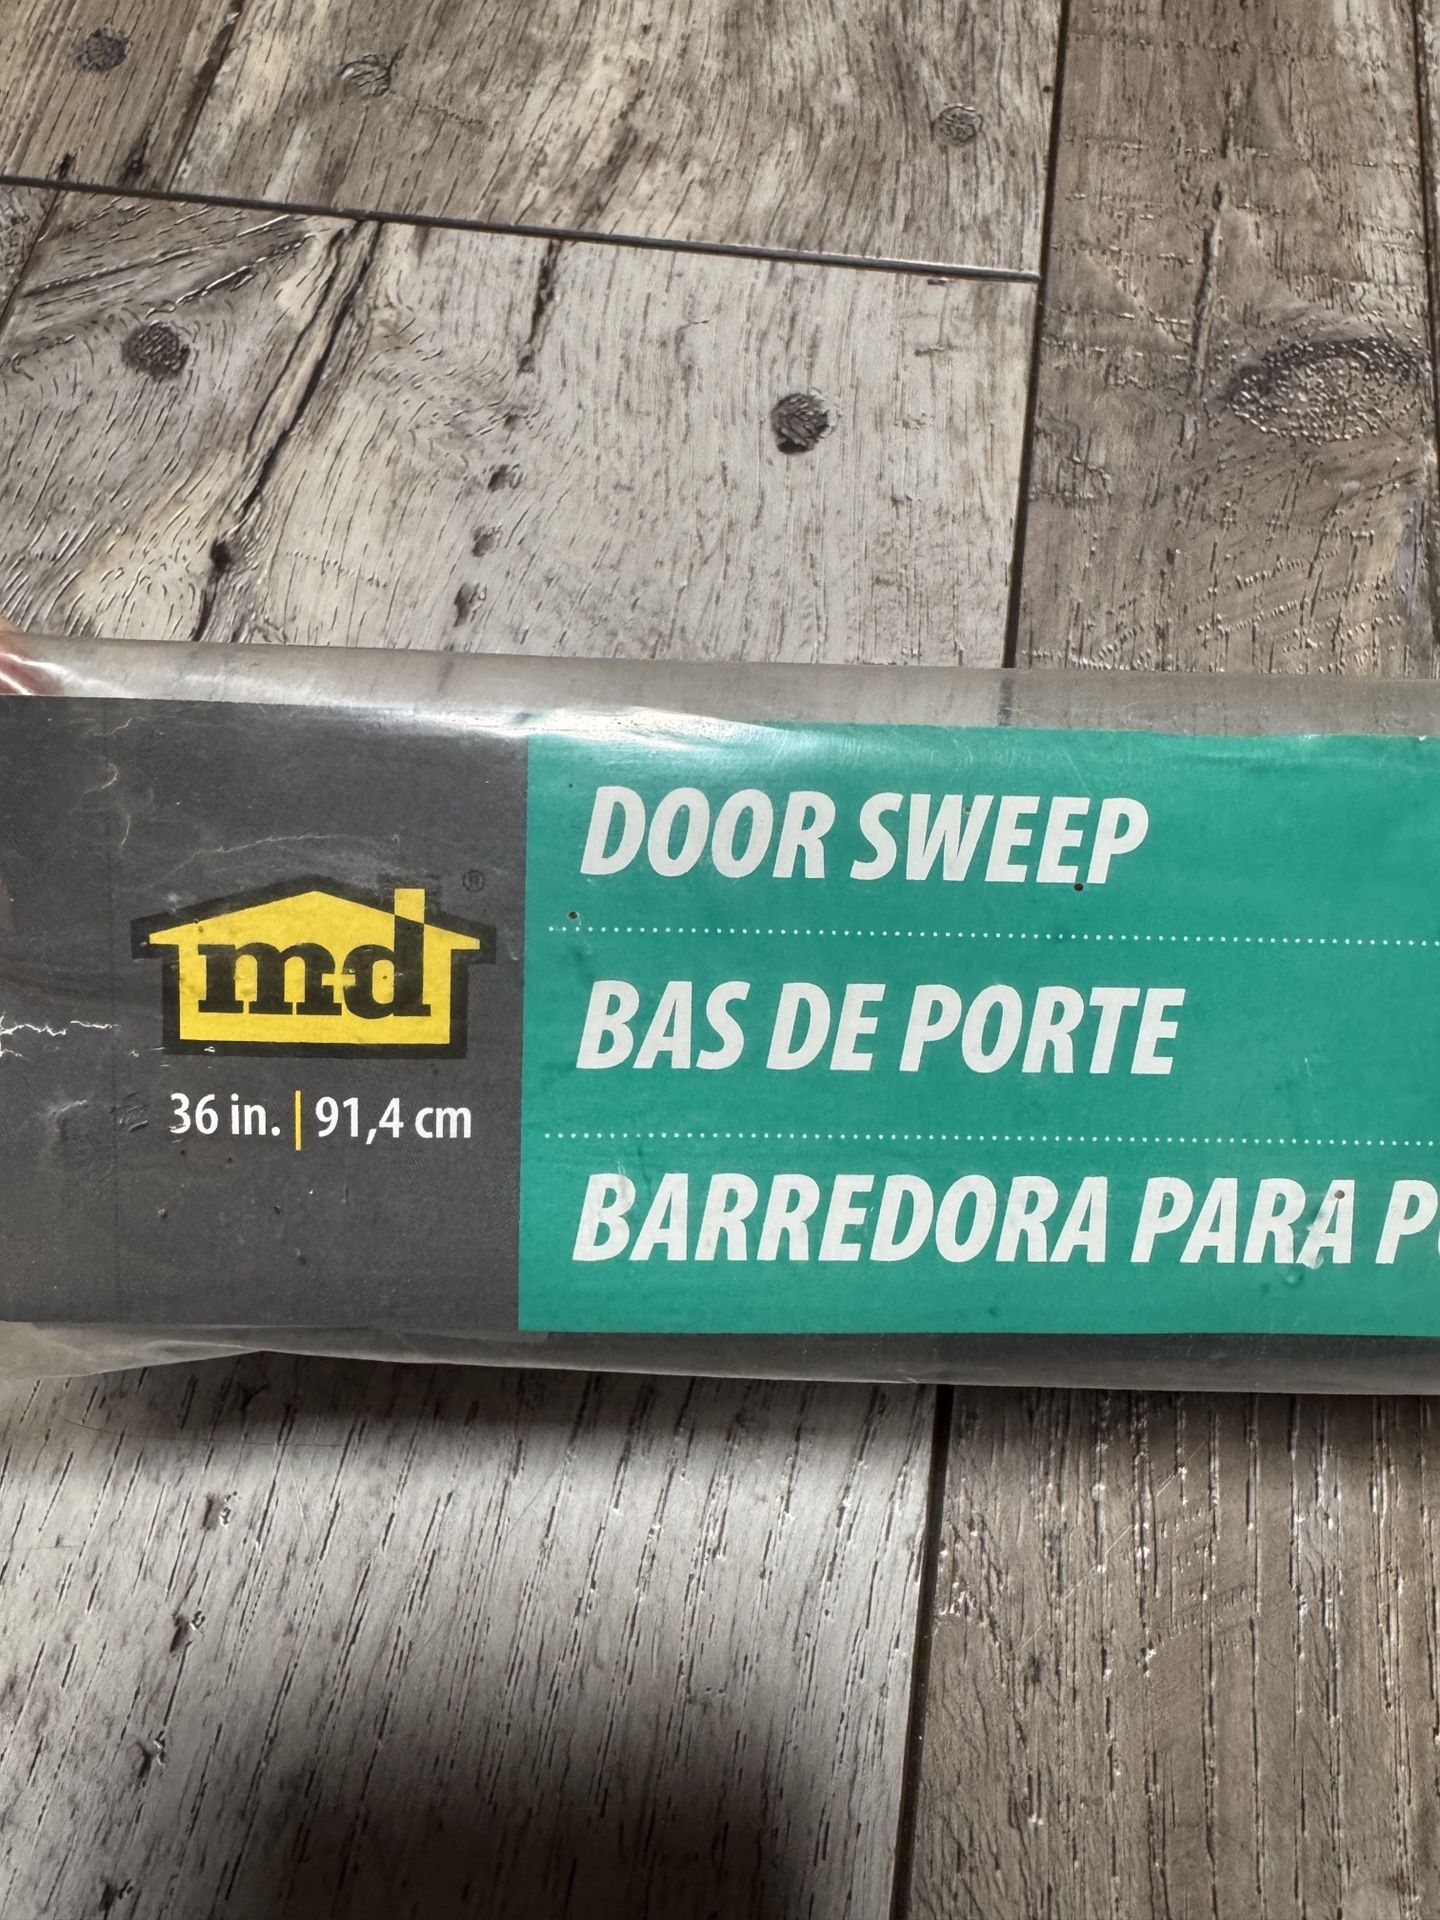 DOOR SWEEP
BAS DE PORTE
BARREDORA PARA
md
®
36 in. | 91,4 cm